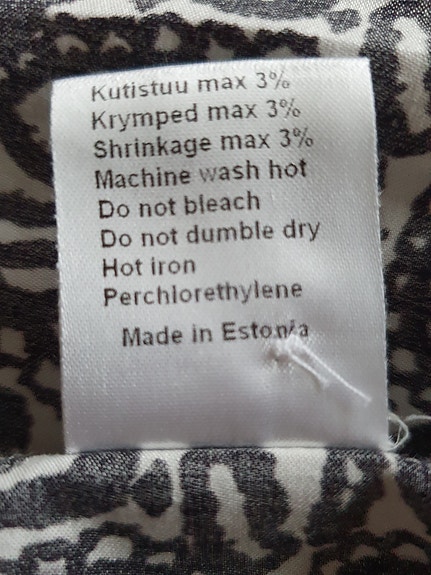 Kutistuu max 3%
Krymped max 3%
Shrinkage max 3%
Machine wash hot
Do not bleach
Do not dumble dry
Hot iron
Perchlorethylene
Made in Estonia